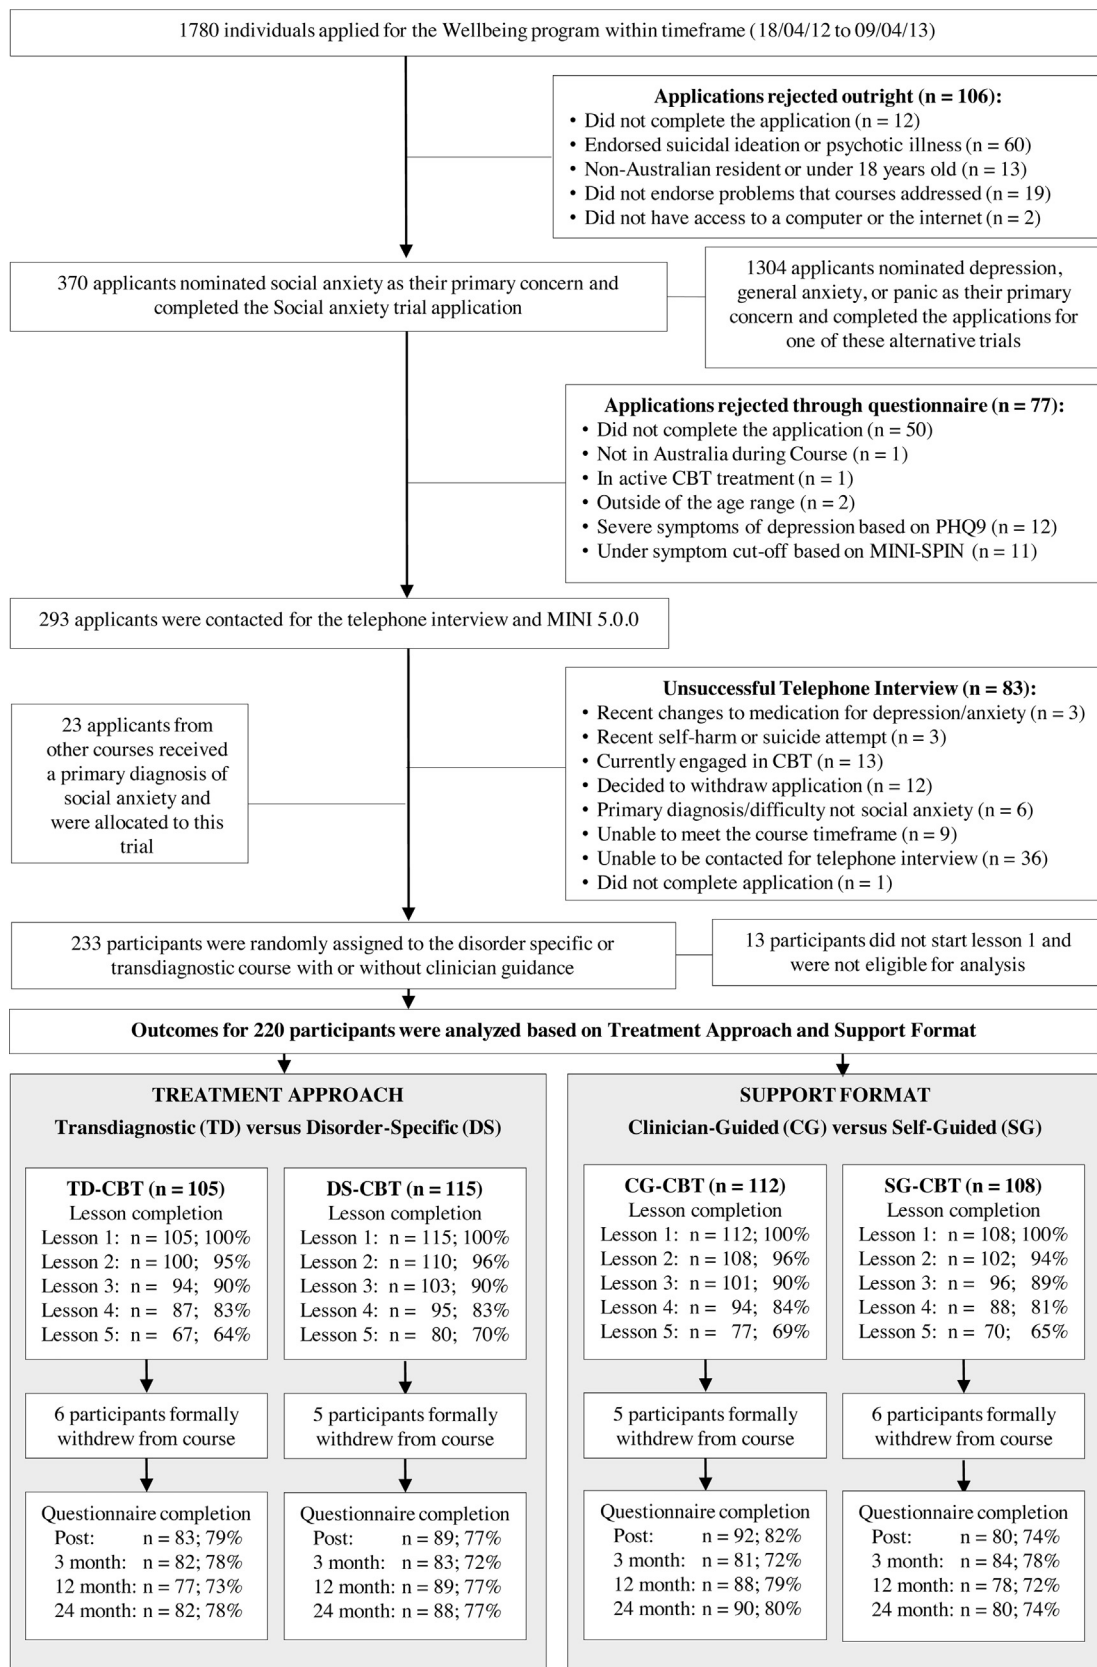 1780 individuals applied for the Wellbeing program within timeframe (18/04/12 to 09/04/13)
Applications rejected outright (n = 106):
• Did not complete the application (n = 12)
• Endorsed suicidal ideation or psychotic illness (n = 60)
• Non-Australian resident or under 18 years old (n = 13)
• Did not endorse problems that courses addressed (n = 19)
• Did not have access to a computer or the internet (n = 2)
370 applicants nominated social anxiety as their primary concern and
completed the Social anxiety trial application
1304 applicants nominated depression,
general anxiety, or panic as their primary
concern and completed the applications for
one of these alternative trials
Applications rejected through questionnaire (n = 77):
• Did not complete the application (n = 50)
• Not in Australia during Course (n = 1)
• In active CBT treatment (n = 1)
• Outside of the age range (n = 2)
• Severe symptoms of depression based on PHQ9 (n = 12)
• Under symptom cut-off based on MINI-SPIN (n = 11)
293 applicants were contacted for the telephone interview and MINI 5.0.0
Unsuccessful Telephone Interview (n = 83):
• Recent changes to medication for depression/anxiety (n = 3)
• Recent self-harm or suicide attempt (n = 3)
• Currently engaged in CBT (n = 13)
• Decided to withdraw application (n = 12)
• Primary diagnosis/difficulty not social anxiety (n = 6)
• Unable to meet the course timeframe (n = 9)
• Unable to be contacted for telephone interview (n = 36)
• Did not complete application (n = 1)
23 applicants from
other courses received
a primary diagnosis of
social anxiety and
were allocated to this
trial
233 participants were randomly assigned to the disorder specific or
transdiagnostic course with or without clinician guidance
13 participants did not start lesson 1 and
were not eligible for analysis
Outcomes for 220 participants were analyzed based on Treatment Approach and Support Format
TREATMENT APPROACH
Transdiagnostic (TD) versus Disorder-Specific (DS)
TD-CBT (n = 105)
Lesson completion
Lesson 1: n = 105; 100%
Lesson 2: n = 100; 95%
Lesson 3: n = 94; 90%
Lesson 4: n = 87; 83%
Lesson 5: n = 67; 64%
6 participants formally
withdrew from course
Questionnaire completion
Post: n = 83; 79%
3 month: n = 82; 78%
12 month: n = 77; 73%
24 month: n = 82; 78%
DS-CBT (n = 115)
Lesson completion
Lesson 1: n = 115; 100%
Lesson 2: n = 110; 96%
Lesson 3: n = 103; 90%
Lesson 4: n = 95; 83%
Lesson 5: n = 80; 70%
5 participants formally
withdrew from course
Questionnaire completion
Post: n = 89; 77%
3 month: n = 83; 72%
12 month: n = 89; 77%
24 month: n = 88; 77%
SUPPORT FORMAT
Clinician-Guided (CG) versus Self-Guided (SG)
CG-CBT (n = 112)
Lesson completion
Lesson 1: n = 112; 100%
Lesson 2: n = 108; 96%
Lesson 3: n = 101; 90%
Lesson 4: n = 94; 84%
Lesson 5: n = 77; 69%
5 participants formally
withdrew from course
Questionnaire completion
Post: n = 92; 82%
3 month: n = 81; 72%
12 month: n = 88; 79%
24 month: n = 90; 80%
SG-CBT (n = 108)
Lesson completion
Lesson 1: n = 108; 100%
Lesson 2: n = 102; 94%
Lesson 3: n = 96; 89%
Lesson 4: n = 88; 81%
Lesson 5: n = 70; 65%
6 participants formally
withdrew from course
Questionnaire completion
Post: n = 80; 74%
3 month: n = 84; 78%
12 month: n = 78; 72%
24 month: n = 80; 74%